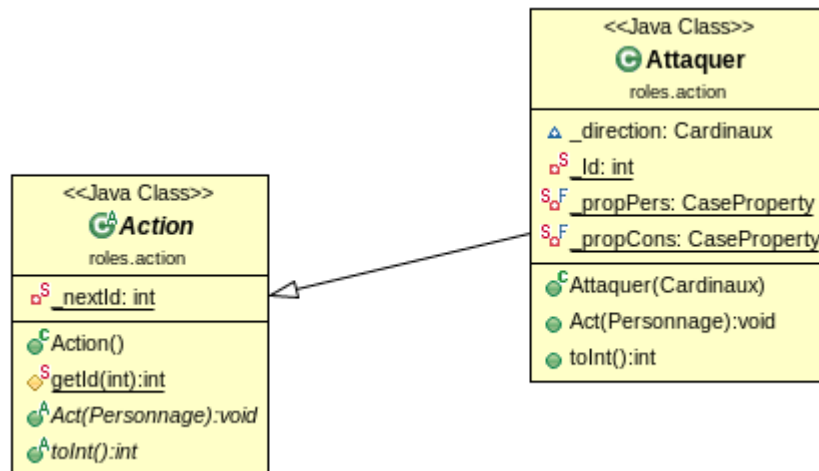 <<Java Class>>
Action
roles.action
_nextId: int
Action()
getId(int):int
Act(Personnage):void
toInt():int
<<Java Class>>
Attaquer
roles.action
_direction: Cardinaux
_Id: int
_propPers: CaseProperty
_propCons: CaseProperty
Attaquer(Cardinaux)
Act(Personnage):void
toInt():int